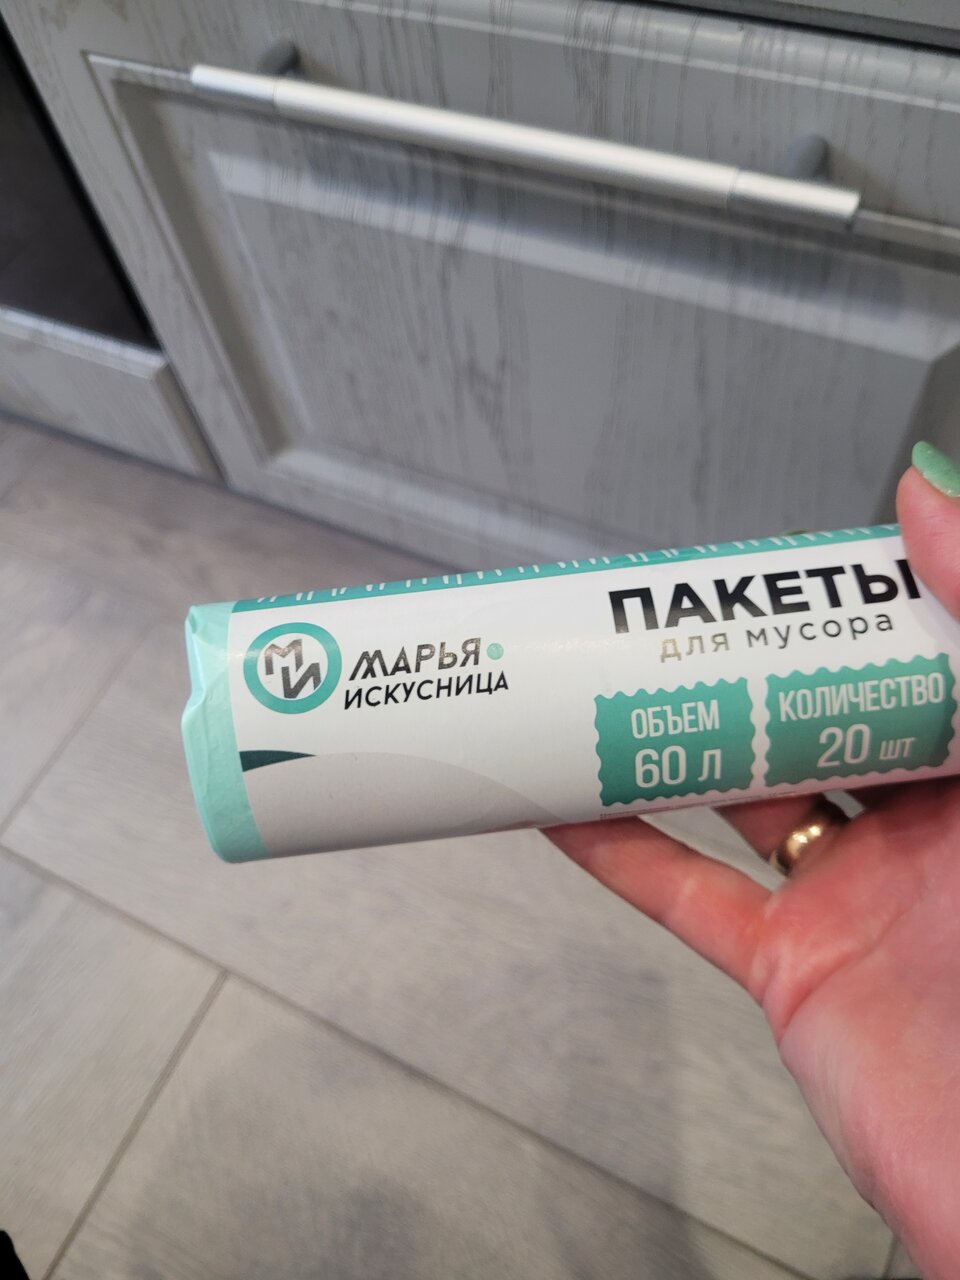 МИ
МАРЬЯ
ИСКУСНИЦА
ПАКЕТЫ
для мусора
ОБЪЕМ
60 л
КОЛИЧЕСТВО
20 шт